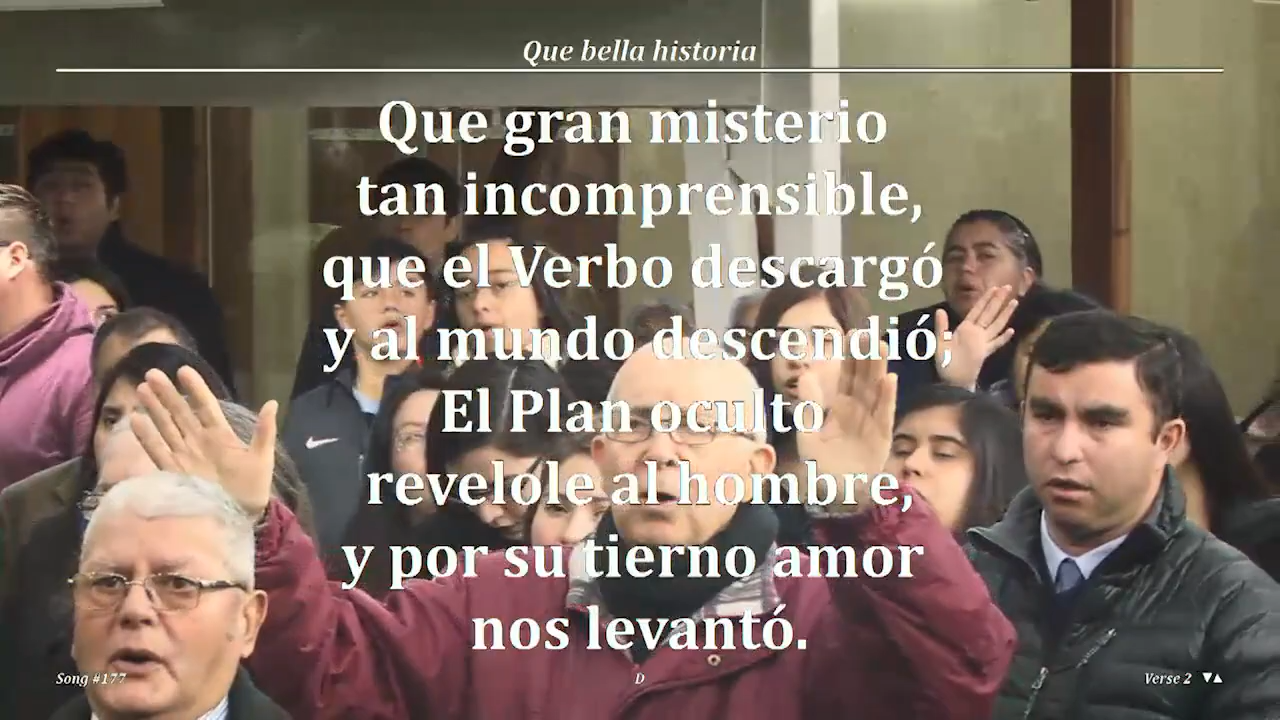 Que bella historia
Que gran misterio
tan incomprensible,
que el Verbo descargó
y al mundo descendió;
El Plan oculto
revelole al hombre,
y por su tierno amor
nos levantó.
Song #177
D
Verse 2 ▼▲